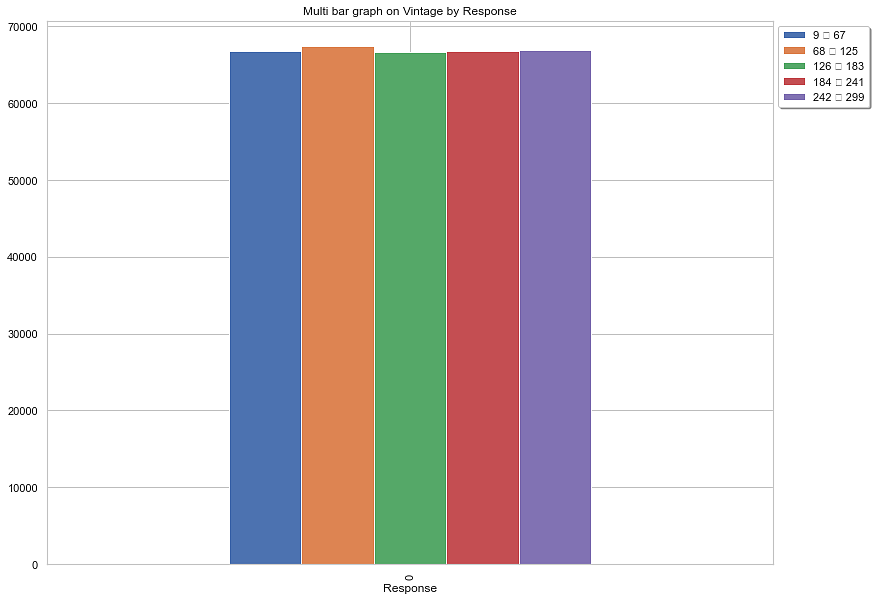 Multi bar graph on Vintage by Response
70000
60000
50000
40000
30000
20000
10000
0
0
Response
9 □ 67
68 □ 125
126 □ 183
184 □ 241
242 □ 299